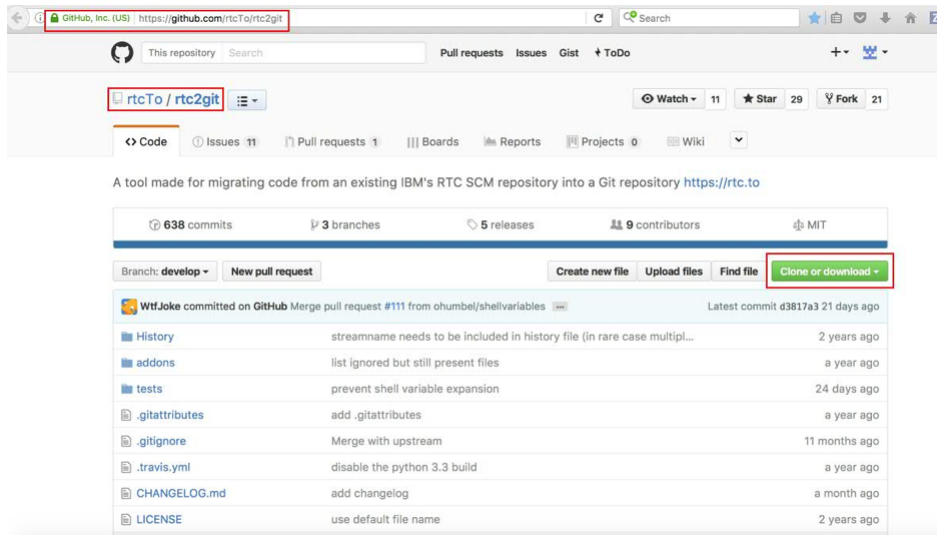 GitHub, Inc. (US) https://github.com/rtcTo/rtc2git Search
This repository Search Pull requests Issues Gist ToDo
rtcTo / rtc2git Watch 11 Star 29 Fork 21
Code Issues 11 Pull requests 1 Boards Reports Projects 0 Wiki
A tool made for migrating code from an existing IBM's RTC SCM repository into a Git repository https://rtc.to
638 commits 3 branches 5 releases 9 contributors MIT
Branch: develop New pull request Create new file Upload files Find file Clone or download
WtfJoke committed on GitHub Merge pull request #111 from ohumbel/shellvariables ... Latest commit d3817a3 21 days ago
History streamname needs to be included in history file (in rare case multipl... 2 years ago
addons list ignored but still present files a year ago
tests prevent shell variable expansion 24 days ago
.gitattributes add .gitattributes a year ago
.gitignore Merge with upstream 11 months ago
.travis.yml disable the python 3.3 build a year ago
CHANGELOG.md add changelog a month ago
LICENSE use default file name 2 years ago